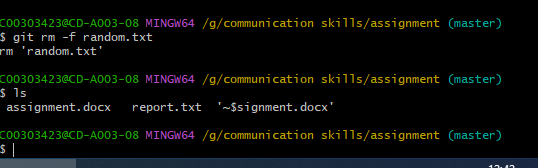 C00303423@CD-A003-08 MINGW64 /g/communication skills/assignment (master)
$ git rm -f random.txt
rm 'random.txt'
C00303423@CD-A003-08 MINGW64 /g/communication skills/assignment (master)
$ ls
assignment.docx   report.txt  '~$signment.docx'
C00303423@CD-A003-08 MINGW64 /g/communication skills/assignment (master)
$